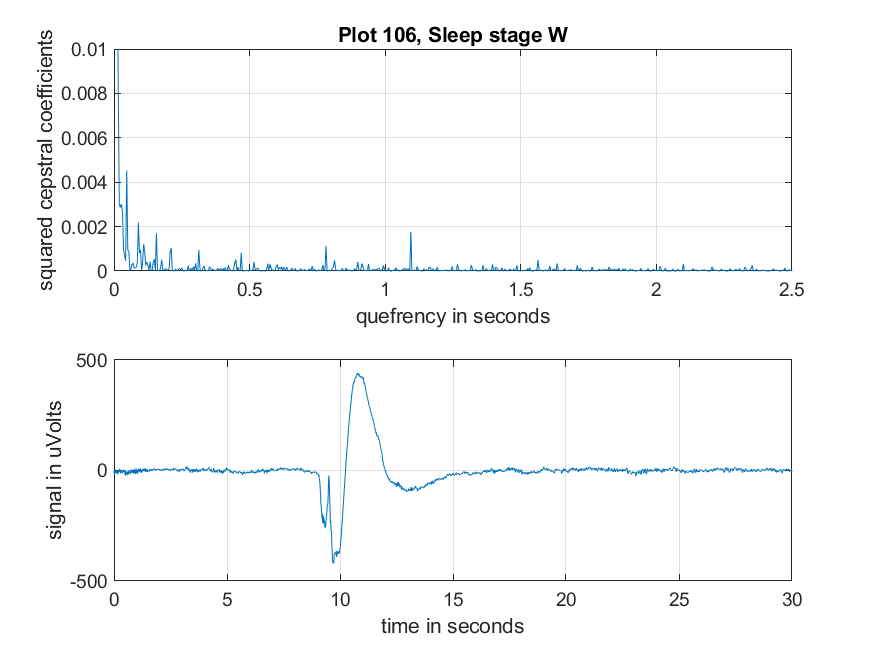 Plot 106, Sleep stage W
squared cepstral coefficients
0.01
0.008
0.006
0.004
0.002
0
0 0.5 1 1.5 2 2.5
quefrency in seconds
signal in uVolts
500
0
-500
0 5 10 15 20 25 30
time in seconds